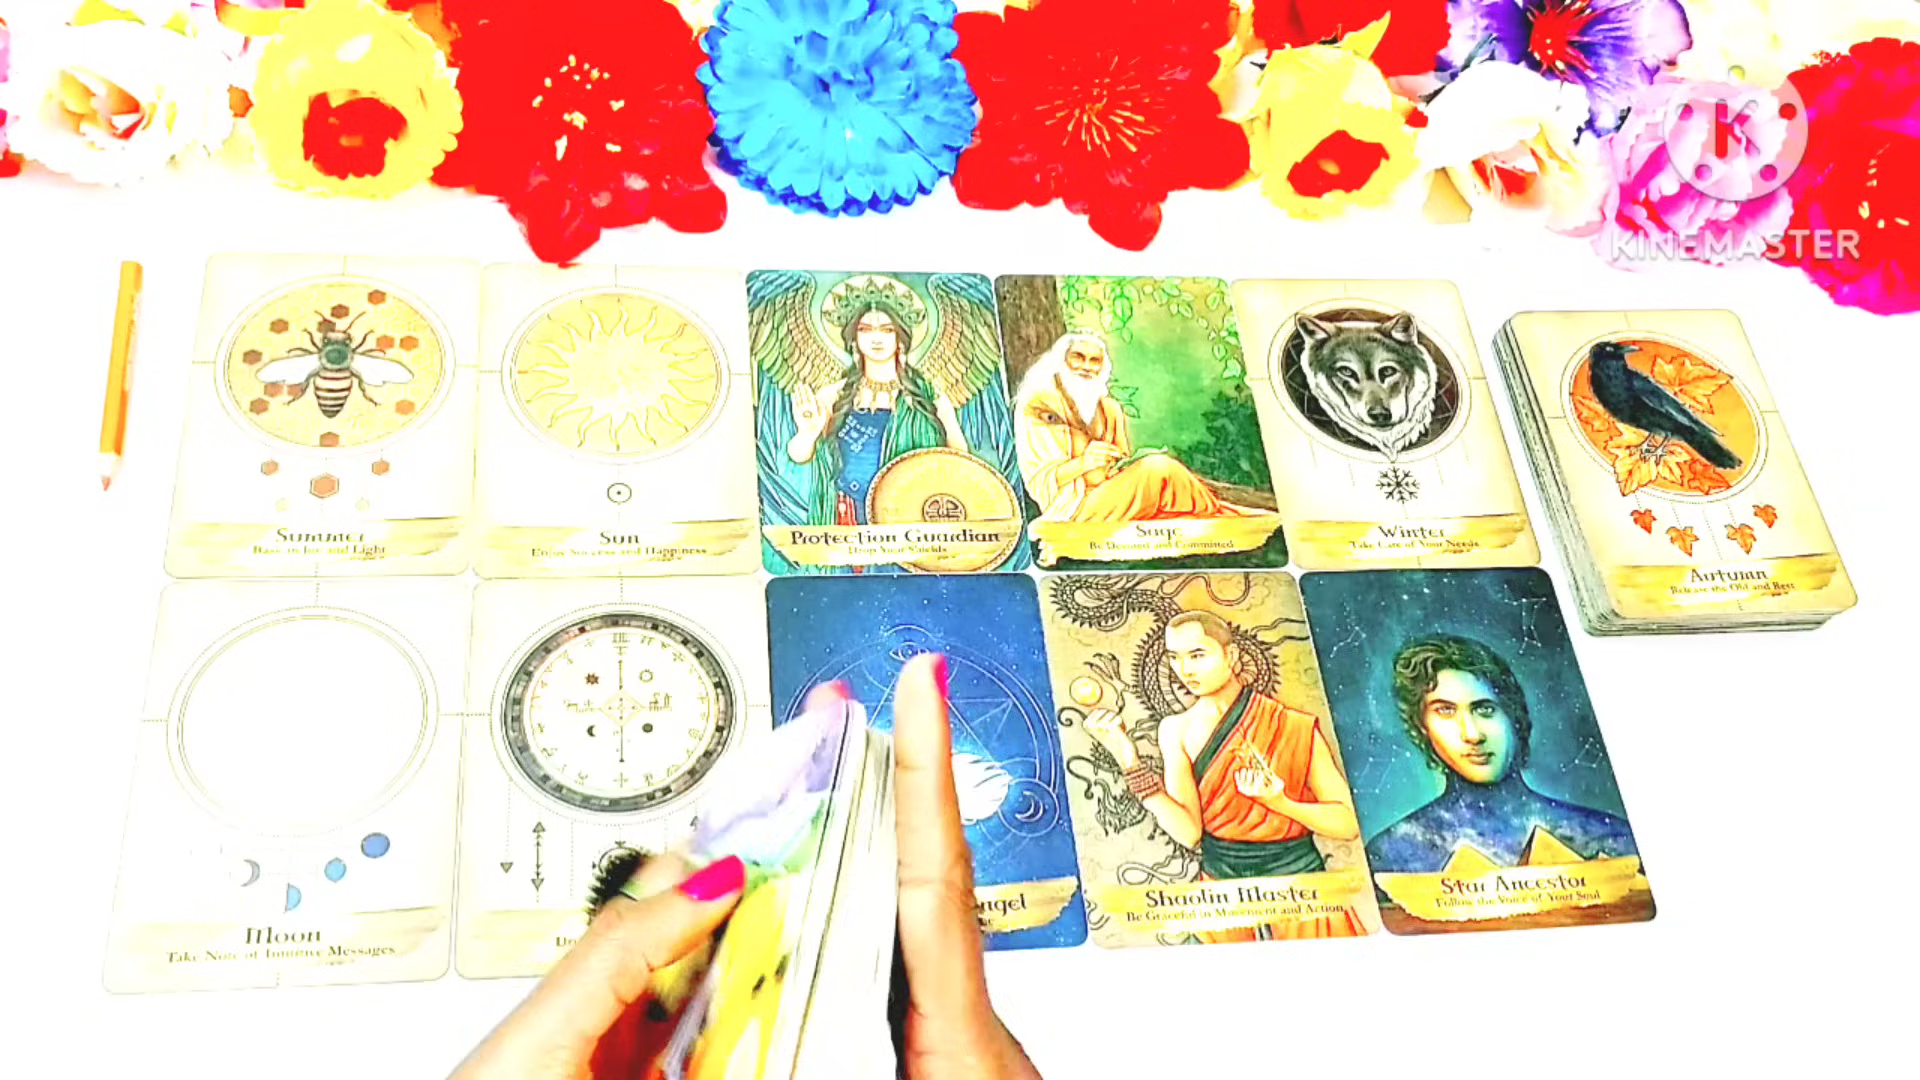 K
KINEMASTER
Summer
Bask in Joy and Light
Sun
Enjoy Success and Happiness
Protection Guardian
Drop Your Shields
Sage
Be Devoted and Committed
Winter
Take Care of Your Needs
Autumn
Release the Old and Rest
Moon
Take Note of Intuitive Messages
Un
ngel
Shaolin Master
Be Graceful in Movement and Action
Star Ancestor
Follow the Voice of Your Soul